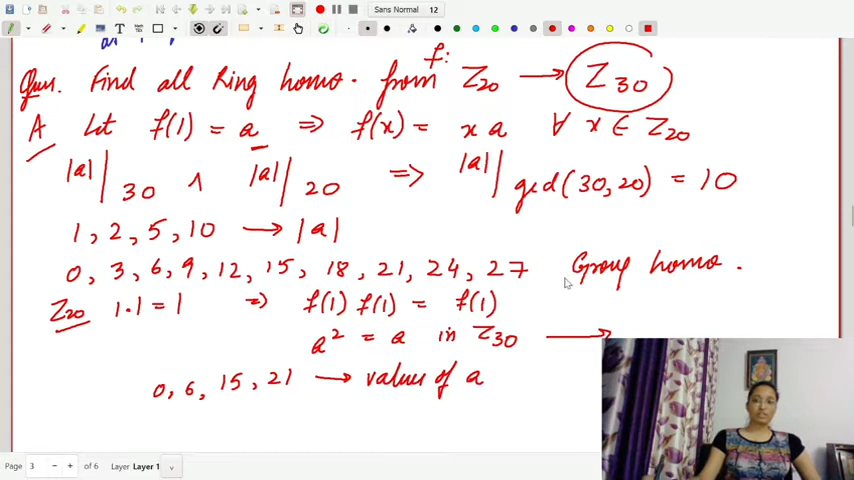 Sans Normal 12
f:
Ques. Find all Ring homo. from Z20 → Z30
A Let f(1) = a ⇒ f(x) = x a ∀ x ∈ Z20
|a| | 30 ∧ |a| | 20 ⇒ |a| | gcd(30,20) = 10
1, 2, 5, 10 → |a|
0, 3, 6, 9, 12, 15, 18, 21, 24, 27 Group homo.
Z20 1·1 = 1 ⇒ f(1) f(1) = f(1)
a² = a in Z30 →
0, 6, 15, 21 → values of a
Page 3 of 6 Layer Layer 1